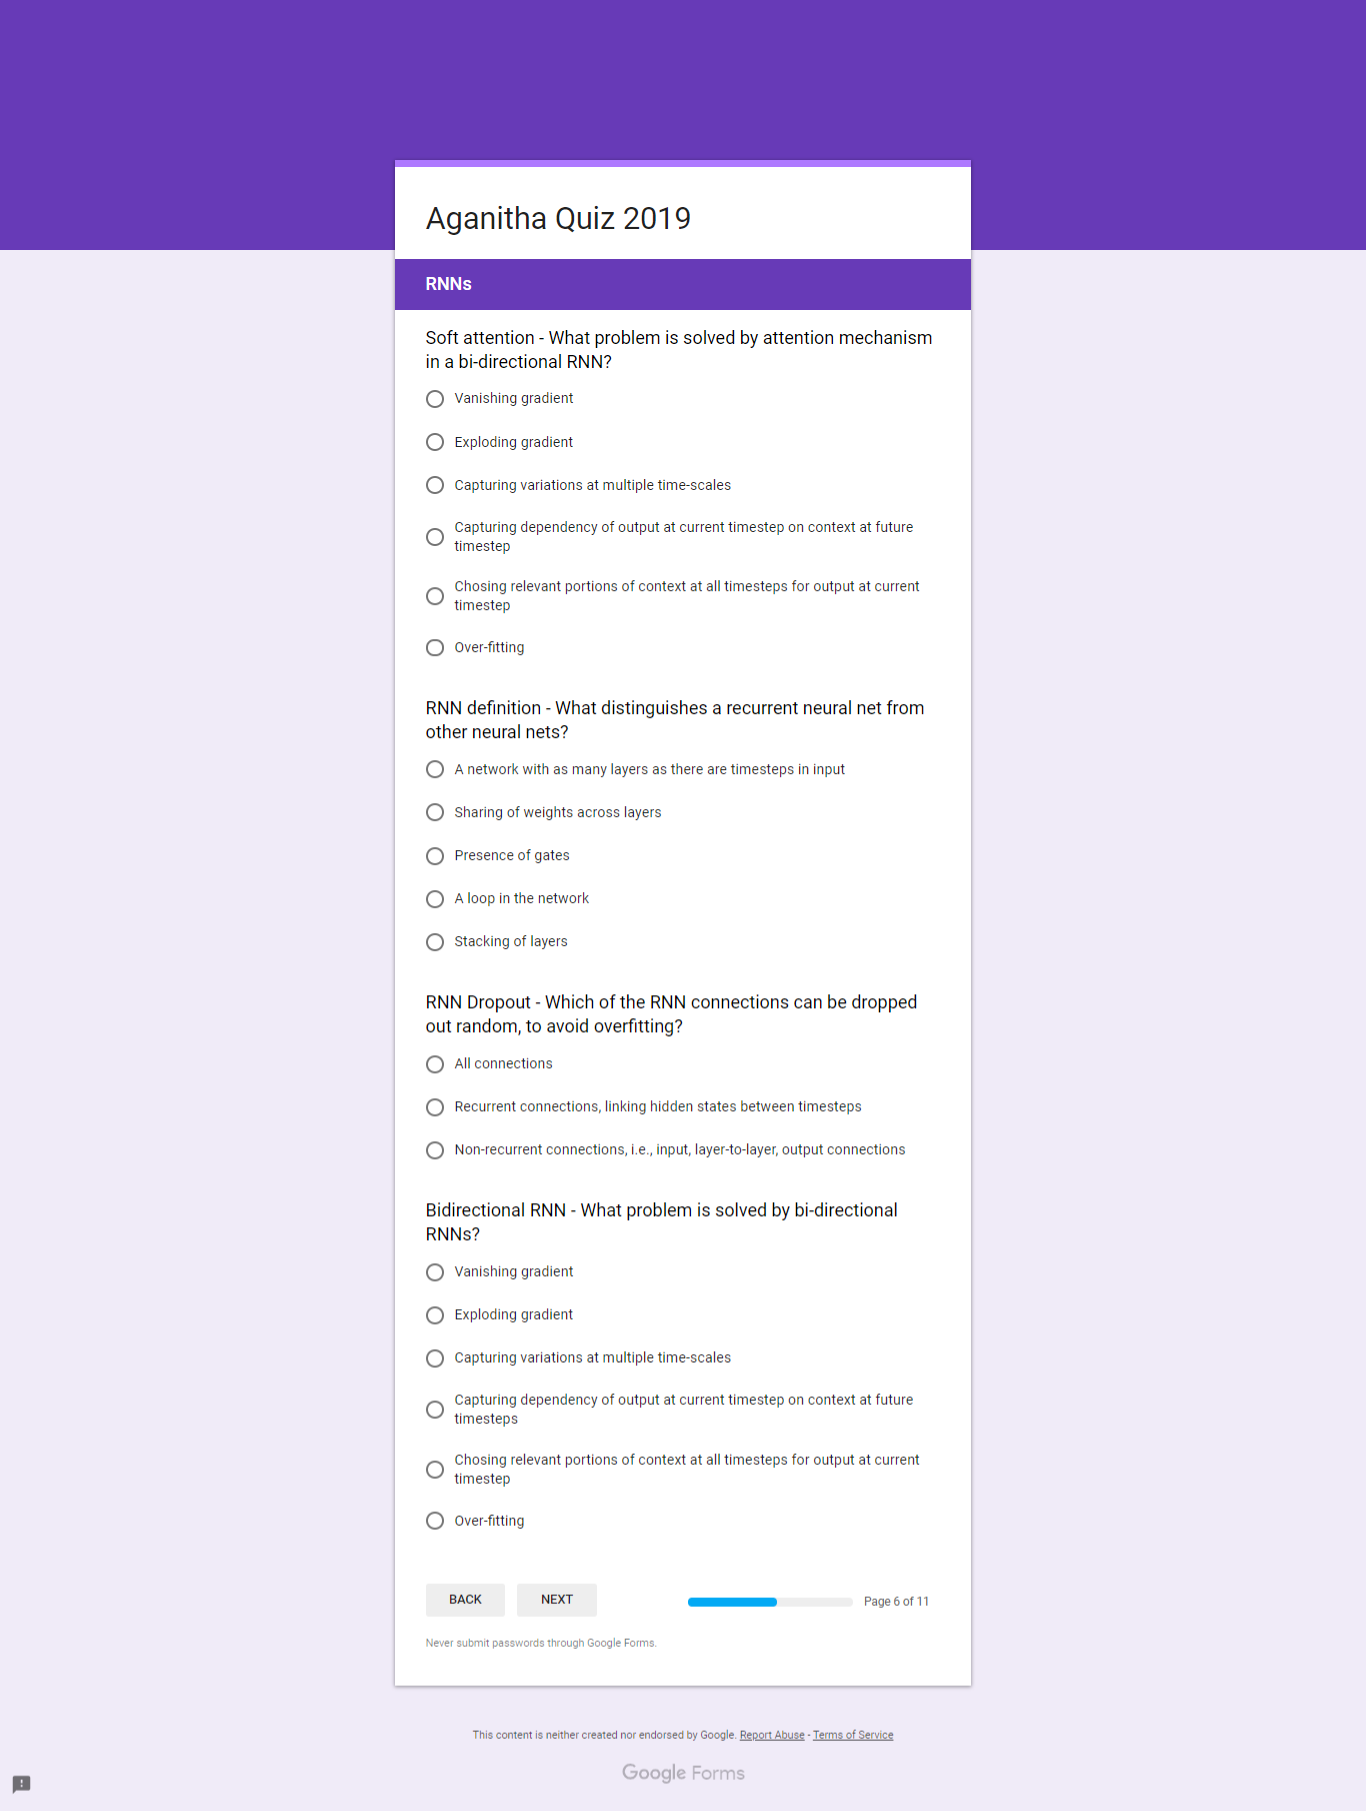 Aganitha Quiz 2019
RNNs
Soft attention - What problem is solved by attention mechanism
in a bi-directional RNN?
Vanishing gradient
Exploding gradient
Capturing variations at multiple time-scales
Capturing dependency of output at current timestep on context at future
timestep
Chosing relevant portions of context at all timesteps for output at current
timestep
Over-fitting
RNN definition - What distinguishes a recurrent neural net from
other neural nets?
A network with as many layers as there are timesteps in input
Sharing of weights across layers
Presence of gates
A loop in the network
Stacking of layers
RNN Dropout - Which of the RNN connections can be dropped
out random, to avoid overfitting?
All connections
Recurrent connections, linking hidden states between timesteps
Non-recurrent connections, i.e., input, layer-to-layer, output connections
Bidirectional RNN - What problem is solved by bi-directional
RNNs?
Vanishing gradient
Exploding gradient
Capturing variations at multiple time-scales
Capturing dependency of output at current timestep on context at future
timesteps
Chosing relevant portions of context at all timesteps for output at current
timestep
Over-fitting
BACK NEXT Page 6 of 11
Never submit passwords through Google Forms.
This content is neither created nor endorsed by Google. Report Abuse - Terms of Service
Google Forms